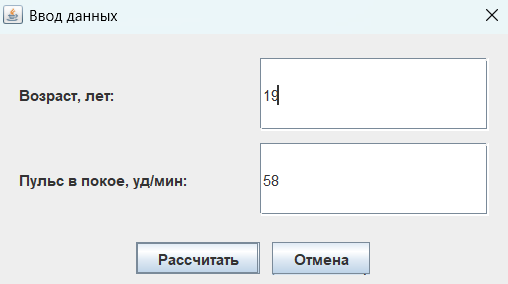 Ввод данных
Возраст, лет: 19
Пульс в покое, уд/мин: 58
Рассчитать Отмена